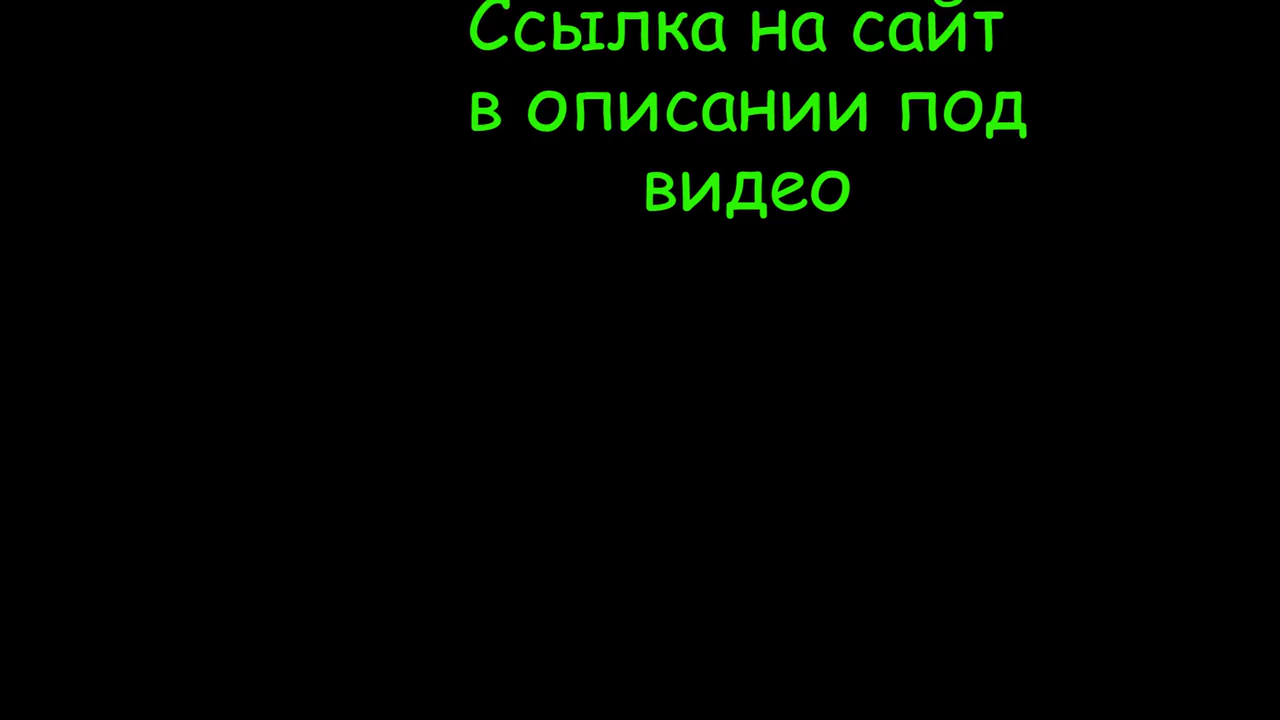 Ссылка на сайт
в описании под
видео